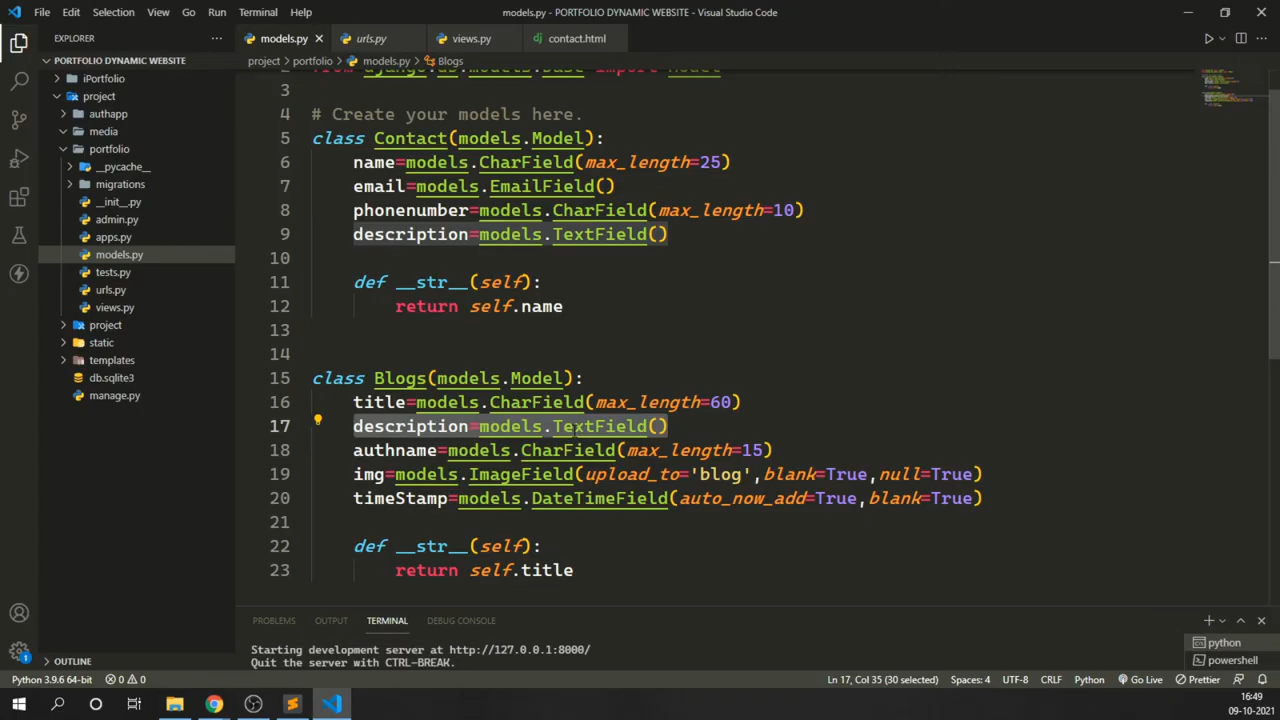 File Edit Selection View Go Run Terminal Help
models.py - PORTFOLIO DYNAMIC WEBSITE - Visual Studio Code
EXPLORER
models.py urls.py views.py contact.html
PORTFOLIO DYNAMIC WEBSITE
project > portfolio > models.py > Blogs
iPortfolio
project
authapp
media
portfolio
__pycache__
migrations
__init__.py
admin.py
apps.py
models.py
tests.py
urls.py
views.py
project
static
templates
db.sqlite3
manage.py
OUTLINE
2 from django.db.models.base import Model
3
4 # Create your models here.
5 class Contact(models.Model):
6 name=models.CharField(max_length=25)
7 email=models.EmailField()
8 phonenumber=models.CharField(max_length=10)
9 description=models.TextField()
10
11 def __str__(self):
12 return self.name
13
14
15 class Blogs(models.Model):
16 title=models.CharField(max_length=60)
17 description=models.TextField()
18 authname=models.CharField(max_length=15)
19 img=models.ImageField(upload_to='blog',blank=True,null=True)
20 timeStamp=models.DateTimeField(auto_now_add=True,blank=True)
21
22 def __str__(self):
23 return self.title
PROBLEMS OUTPUT TERMINAL DEBUG CONSOLE
Starting development server at http://127.0.0.1:8000/
Quit the server with CTRL-BREAK.
python
powershell
1
Python 3.9.6 64-bit 0 0
Ln 17, Col 35 (30 selected) Spaces: 4 UTF-8 CRLF Python Go Live Prettier
16:49
09-10-2021